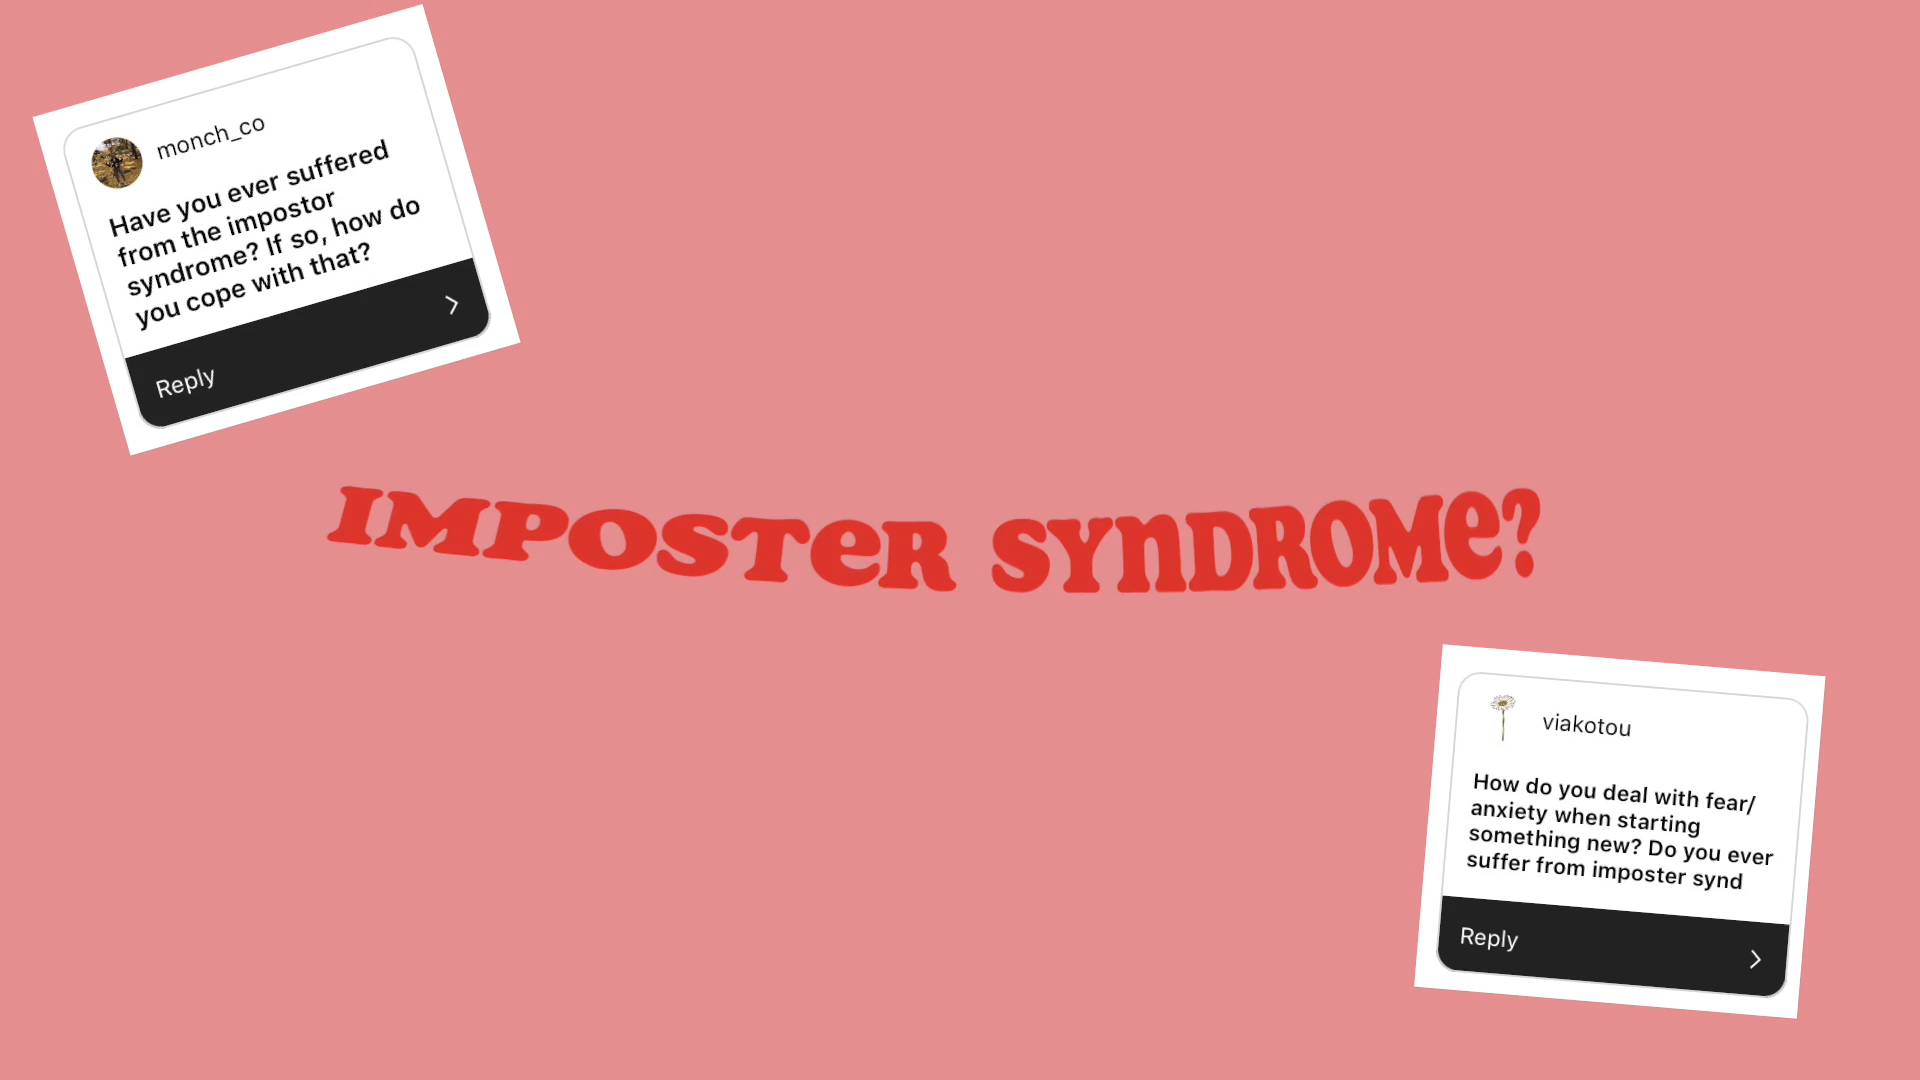 monch_co
Have you ever suffered
from the impostor
syndrome? If so, how do
you cope with that?
Reply
IMPOSTER SYNDROME?
viakotou
How do you deal with fear/
anxiety when starting
something new? Do you ever
suffer from imposter synd
Reply